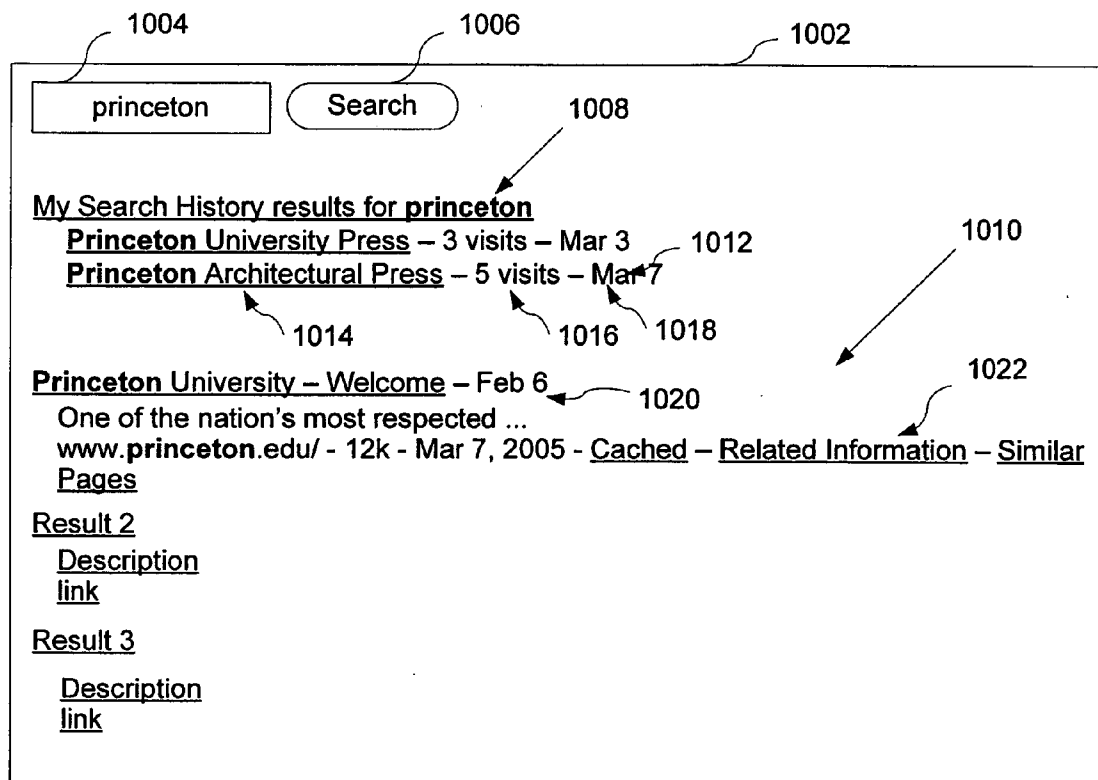 1004 1006 1002
princeton Search
1008
My Search History results for princeton
Princeton University Press – 3 visits – Mar 3 1012 1010
Princeton Architectural Press – 5 visits – Mar 7
1014 1016 1018
1022
Princeton University – Welcome – Feb 6 1020
One of the nation's most respected ...
www.princeton.edu/ - 12k - Mar 7, 2005 - Cached – Related Information – Similar
Pages
Result 2
Description
link
Result 3
Description
link